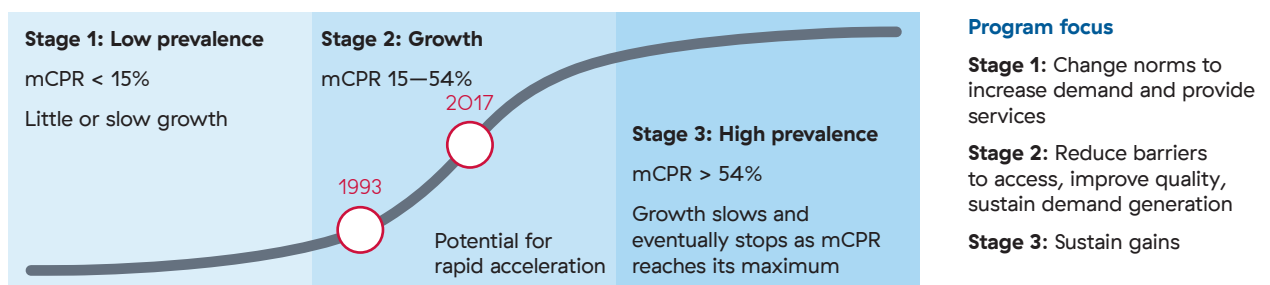 Stage 1: Low prevalence
mCPR < 15%
Little or slow growth
Stage 2: Growth
mCPR 15—54%
2017
1993
Potential for
rapid acceleration
Stage 3: High prevalence
mCPR > 54%
Growth slows and
eventually stops as mCPR
reaches its maximum
Program focus
Stage 1: Change norms to
increase demand and provide
services
Stage 2: Reduce barriers
to access, improve quality,
sustain demand generation
Stage 3: Sustain gains